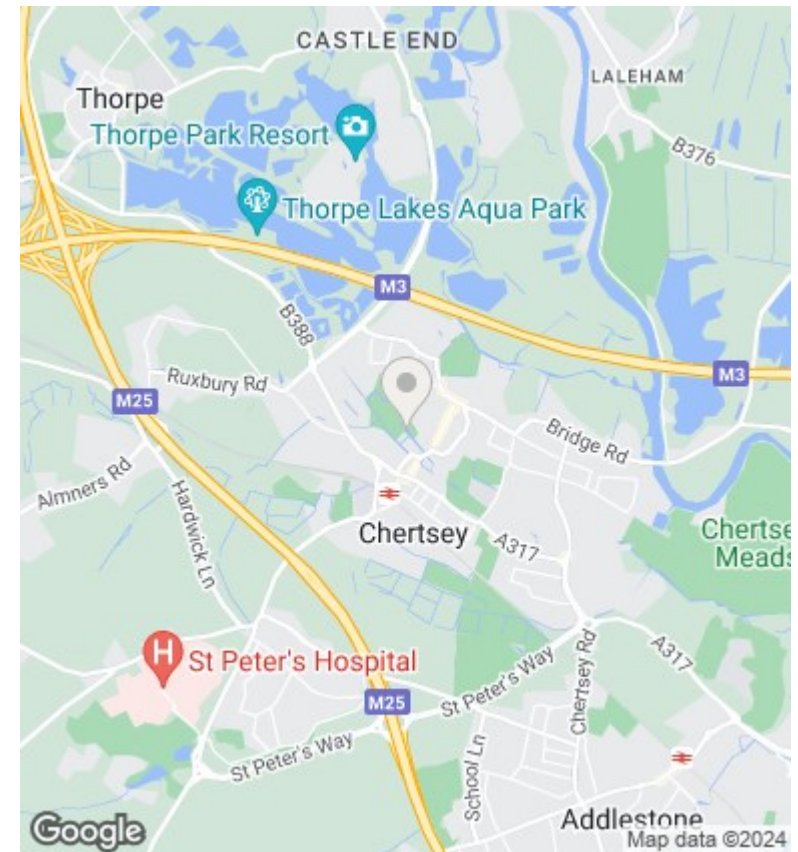 CASTLE END
LALEHAM
Thorpe
Thorpe Park Resort
B376
Thorpe Lakes Aqua Park
M3
B388
M3
Ruxbury Rd
M25
Bridge Rd
Almners Rd
Hardwick Ln
Chertsey
A317
Chertse
Meads
H
St Peter's Hospital
A317
Chertsey Rd
St Peter's Way
M25
St Peter's Way
School Ln
Addlestone
Google
Map data ©2024